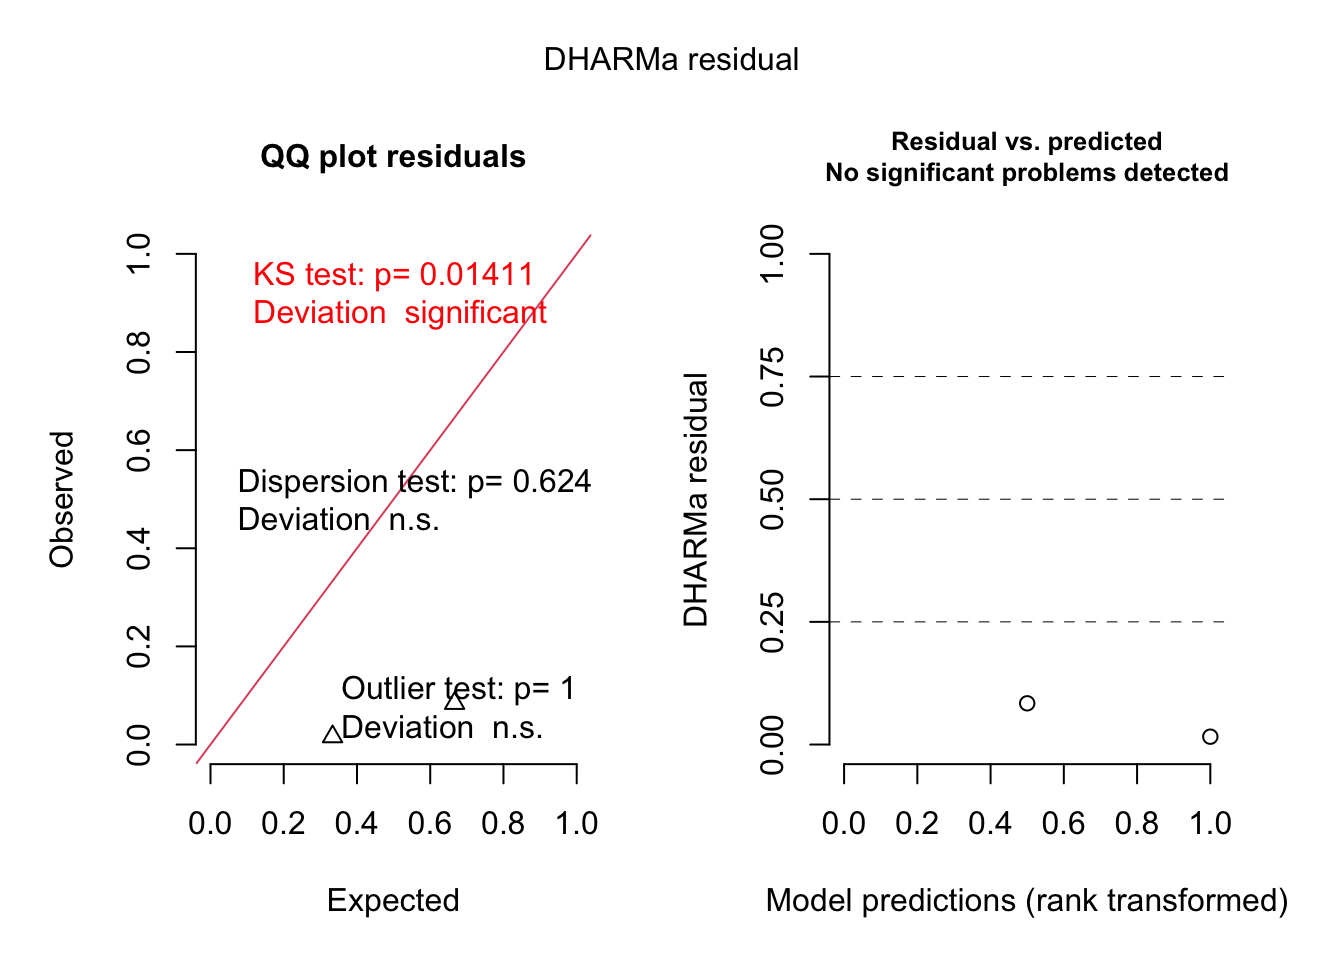 DHARMa residual
QQ plot residuals
KS test: p= 0.01411
Deviation  significant
Dispersion test: p= 0.624
Deviation  n.s.
Outlier test: p= 1
Deviation  n.s.
Observed
1.0
0.8
0.6
0.4
0.2
0.0
0.0 0.2 0.4 0.6 0.8 1.0
Expected
Residual vs. predicted
No significant problems detected
DHARMa residual
1.00
0.75
0.50
0.25
0.00
0.0 0.2 0.4 0.6 0.8 1.0
Model predictions (rank transformed)